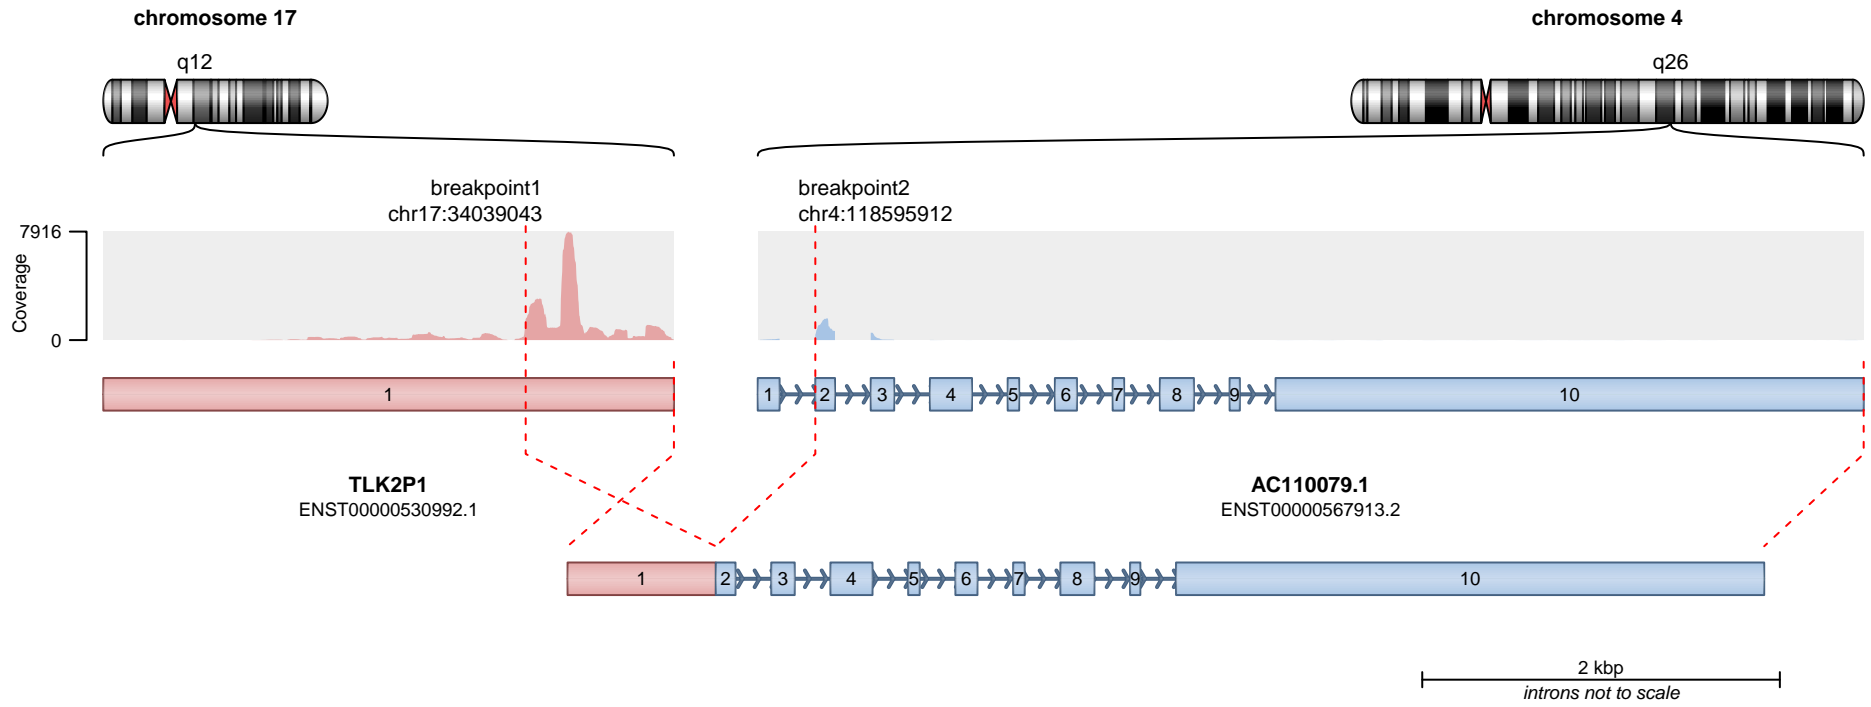 chromosome 17
chromosome 4
q12
q26
breakpoint1
chr17:34039043
breakpoint2
chr4:118595912
7916
0
Coverage
1
1 2 3 4 5 6 7 8 9 10
TLK2P1
ENST00000530992.1
AC110079.1
ENST00000567913.2
1 2 3 4 5 6 7 8 9 10
2 kbp
introns not to scale